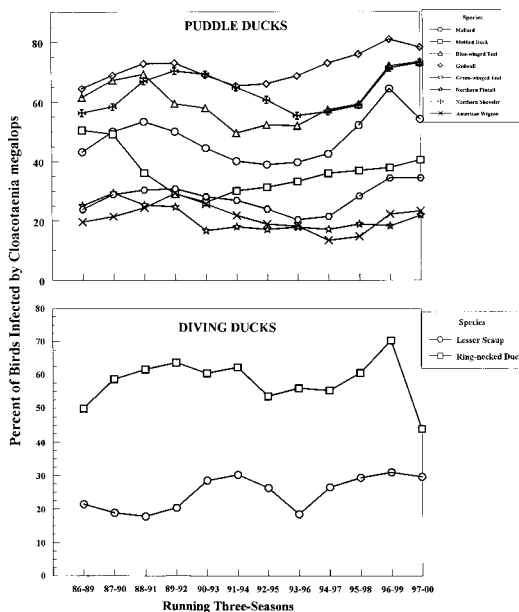 PUDDLE DUCKS
Species
Mallard
Mottled Duck
Blue-winged Teal
Gadwall
Green-winged Teal
Northern Pintail
Northern Shoveler
American Wigeon
80
60
40
20
0
Percent of Birds Infected by Cloacotaenia megalops
DIVING DUCKS
Species
Lesser Scaup
Ring-necked Duc
80
70
60
50
40
30
20
10
0
86-89 87-90 88-91 89-92 90-93 91-94 92-95 93-96 94-97 95-98 96-99 97-00
Running Three-Seasons